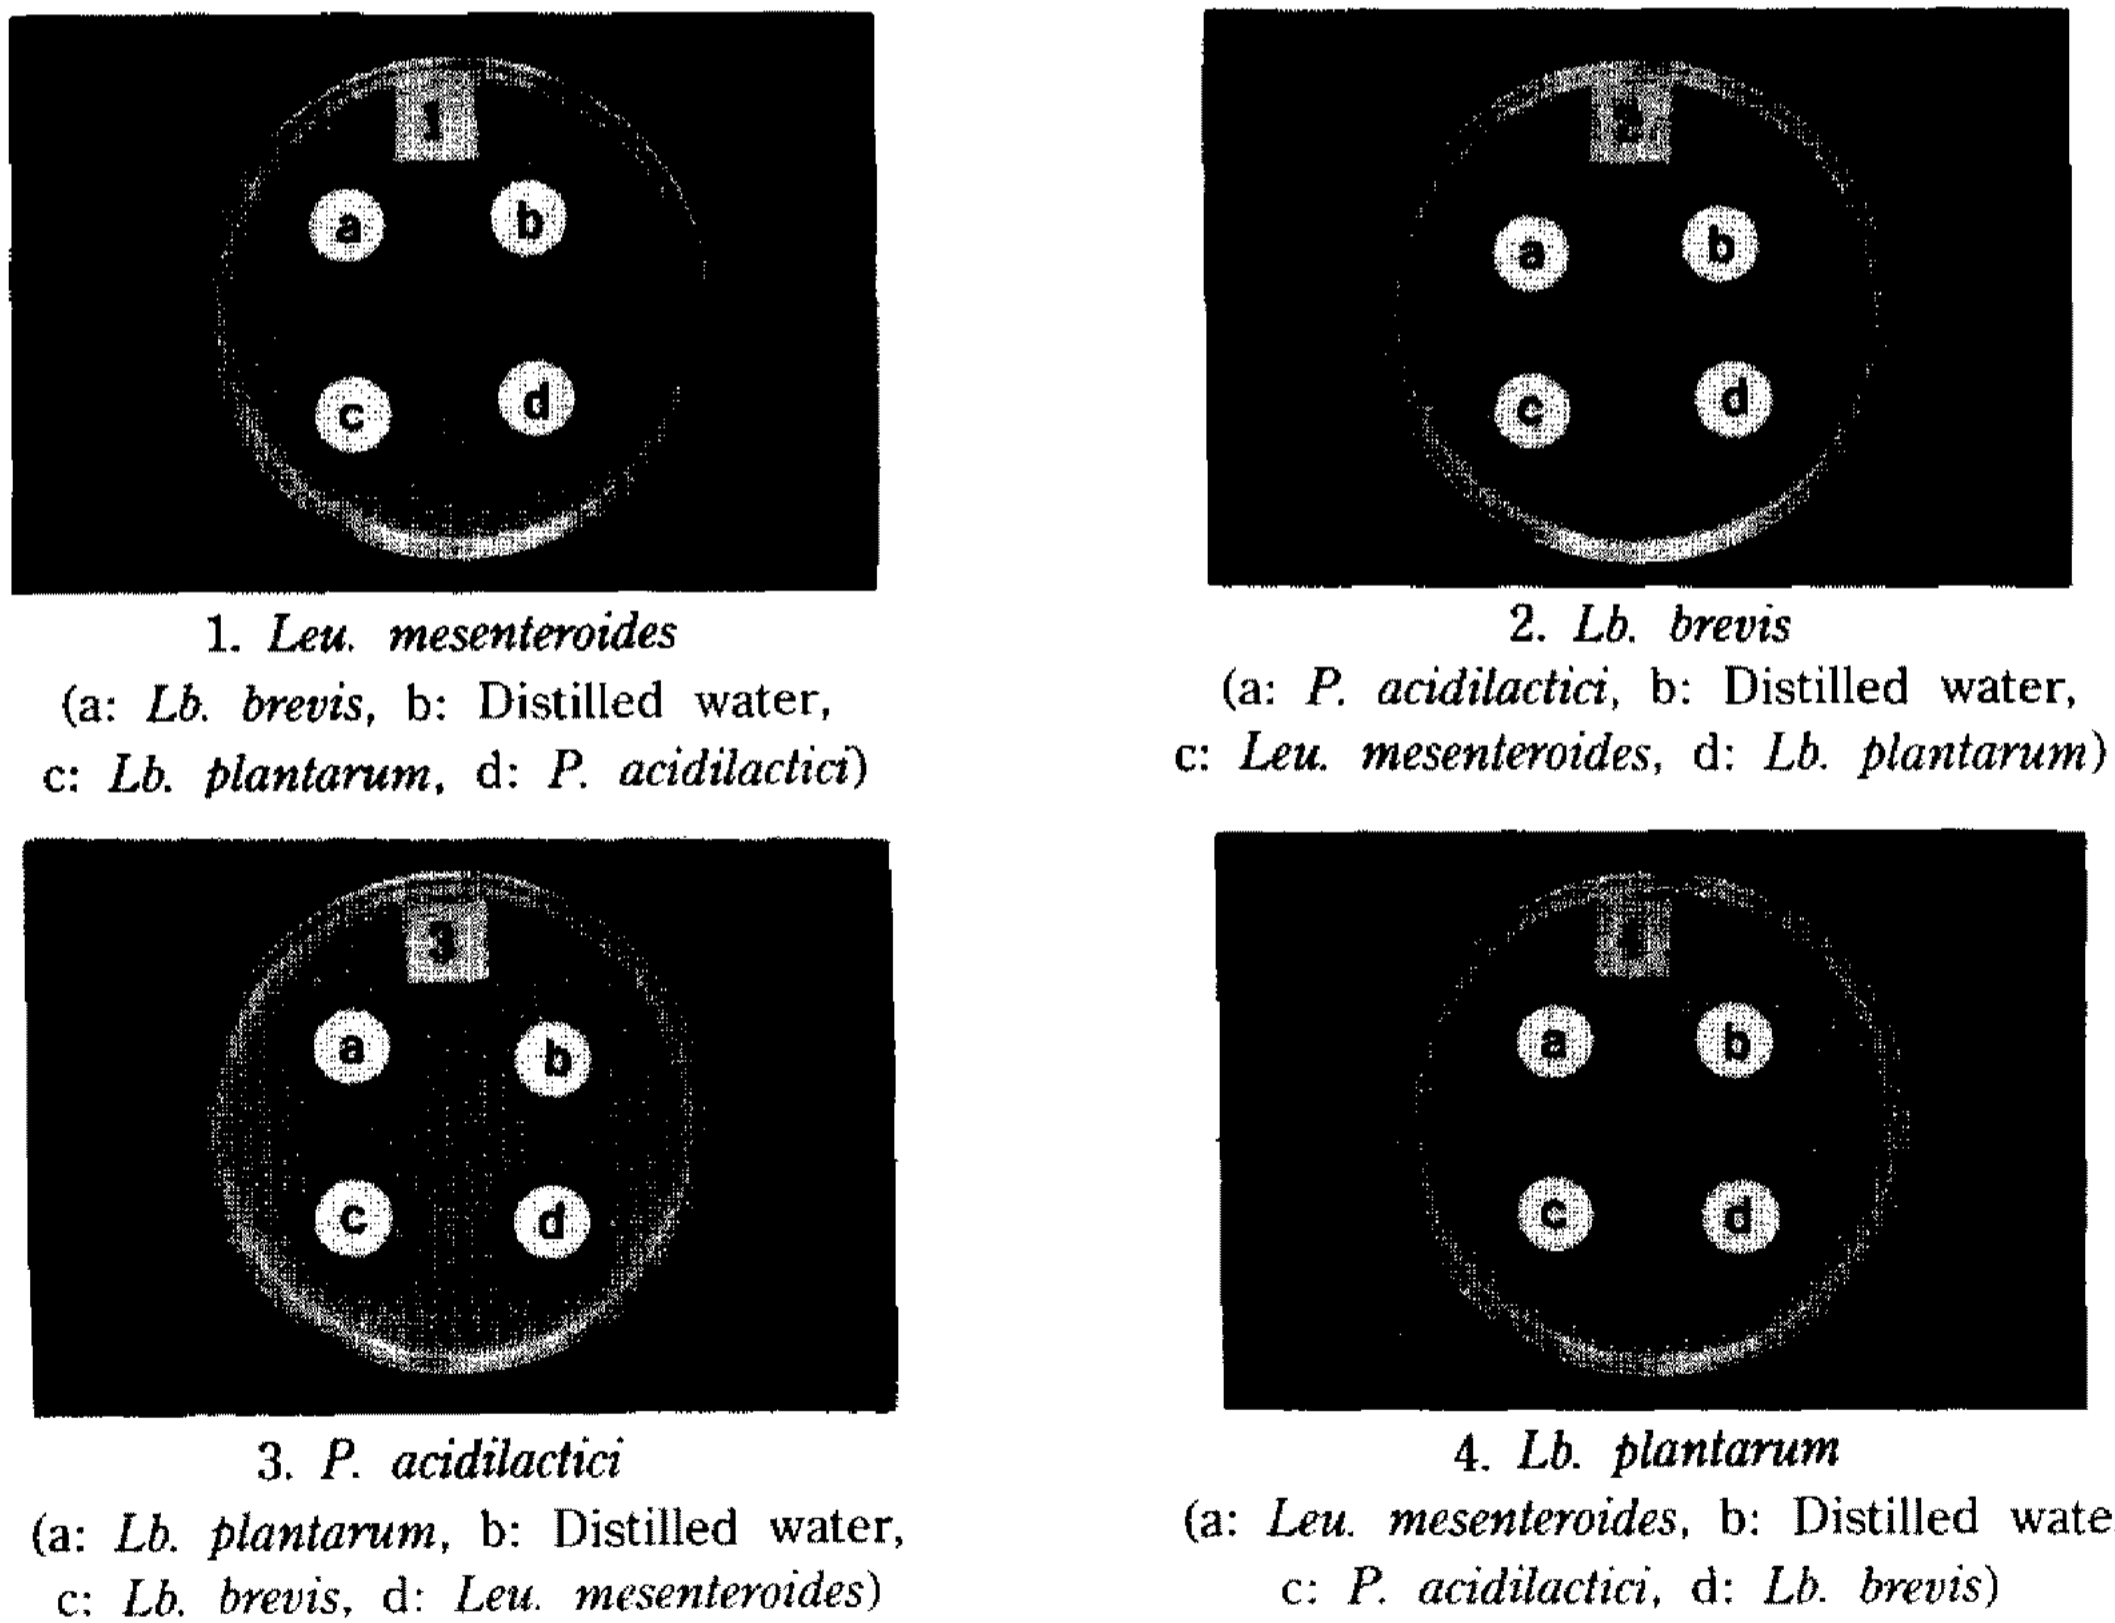 1
a b
c d
1. Leu. mesenteroides
(a: Lb. brevis, b: Distilled water,
c: Lb. plantarum, d: P. acidilactici)
2
a b
c d
2. Lb. brevis
(a: P. acidilactici, b: Distilled water,
c: Leu. mesenteroides, d: Lb. plantarum)
3
a b
c d
3. P. acidilactici
(a: Lb. plantarum, b: Distilled water,
c: Lb. brevis, d: Leu. mesenteroides)
a b
c d
4. Lb. plantarum
(a: Leu. mesenteroides, b: Distilled wate
c: P. acidilactici, d: Lb. brevis)